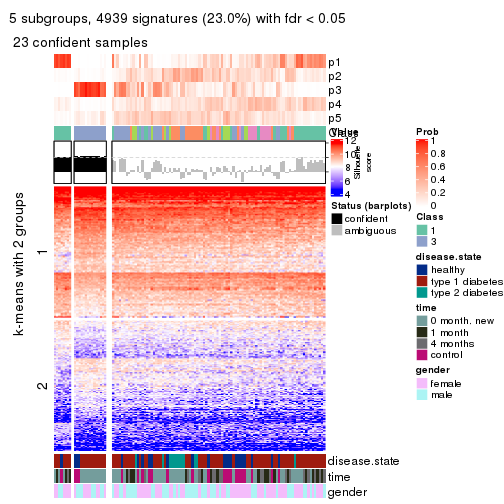 5 subgroups, 4939 signatures (23.0%) with fdr < 0.05
23 confident samples
p1
p2
p3
p4
p5
Class
Value
12
10
8
6
4
Silhouette
score
Status (barplots)
confident
ambiguous
k-means with 2 groups
1
2
Prob
1
0.8
0.6
0.4
0.2
0
Class
1
3
disease.state
healthy
type 1 diabetes
type 2 diabetes
time
0 month. new
1 month
4 months
control
gender
female
male
disease.state
time
gender